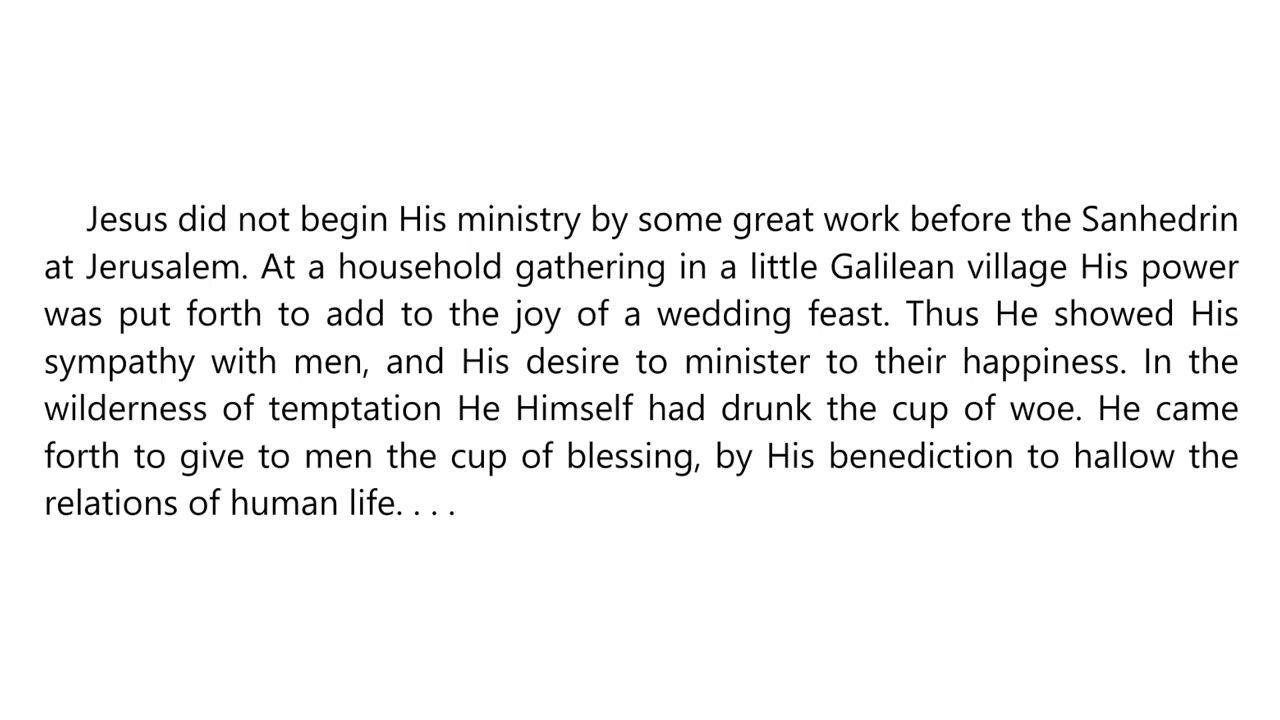 Jesus did not begin His ministry by some great work before the Sanhedrin
at Jerusalem. At a household gathering in a little Galilean village His power
was put forth to add to the joy of a wedding feast. Thus He showed His
sympathy with men, and His desire to minister to their happiness. In the
wilderness of temptation He Himself had drunk the cup of woe. He came
forth to give to men the cup of blessing, by His benediction to hallow the
relations of human life. . . .